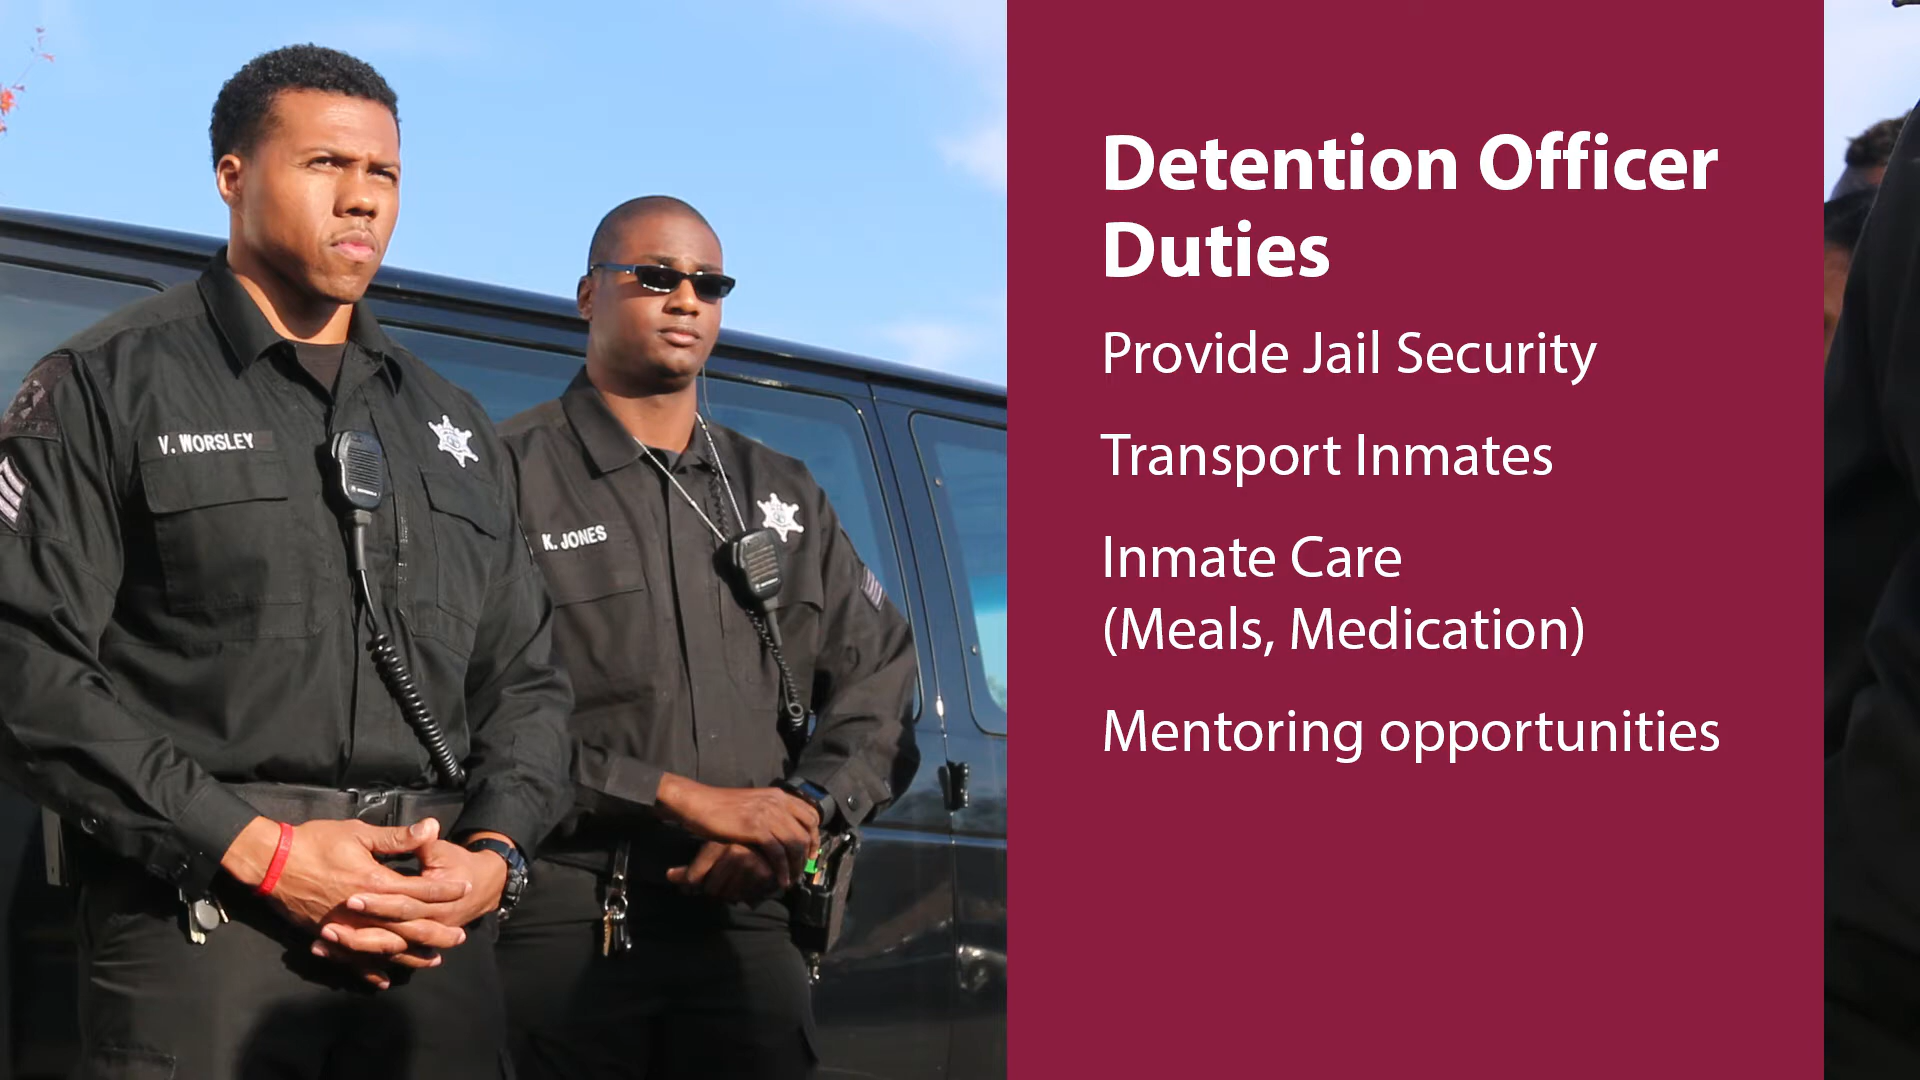 V. WORSLEY
K. JONES
Detention Officer
Duties
Provide Jail Security
Transport Inmates
Inmate Care
(Meals, Medication)
Mentoring opportunities